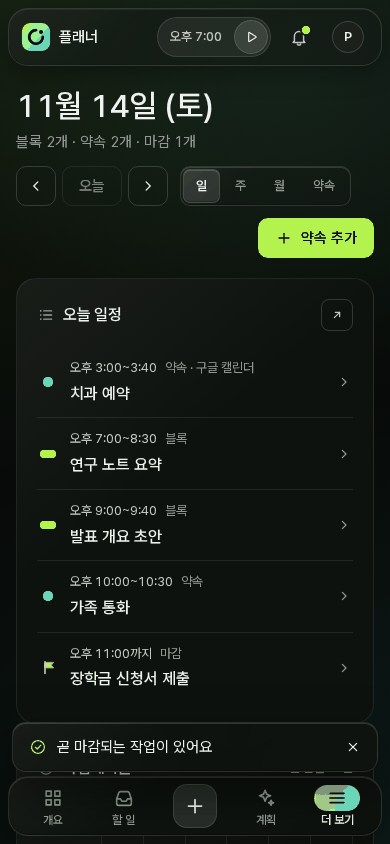 플래너
오후 7:00
P
11월 14일 (토)
블록 2개 · 약속 2개 · 마감 1개
오늘
일 주 월 약속
약속 추가
오늘 일정
오후 3:00~3:40 약속 · 구글 캘린더
치과 예약
오후 7:00~8:30 블록
연구 노트 요약
오후 9:00~9:40 블록
발표 개요 초안
오후 10:00~10:30 약속
가족 통화
오후 11:00까지 마감
장학금 신청서 제출
곧 마감되는 작업이 있어요
개요 할 일 계획 더 보기